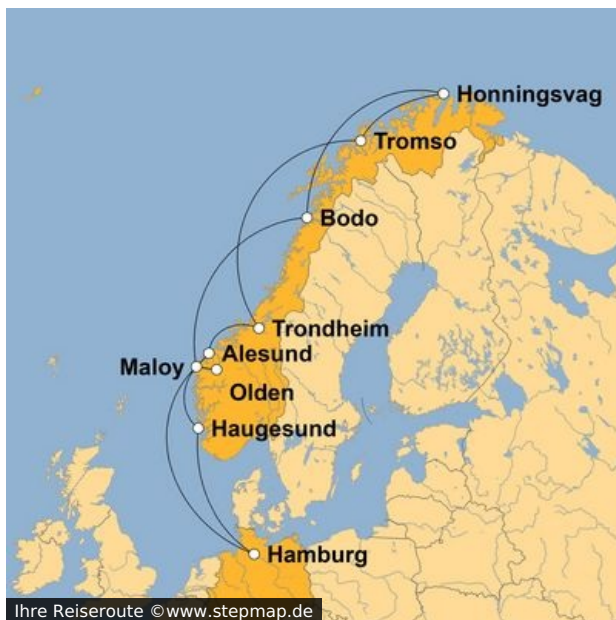 Honningsvag
Tromso
Bodo
Trondheim
Alesund
Maloy
Olden
Haugesund
Hamburg
Ihre Reiseroute ©www.stepmap.de